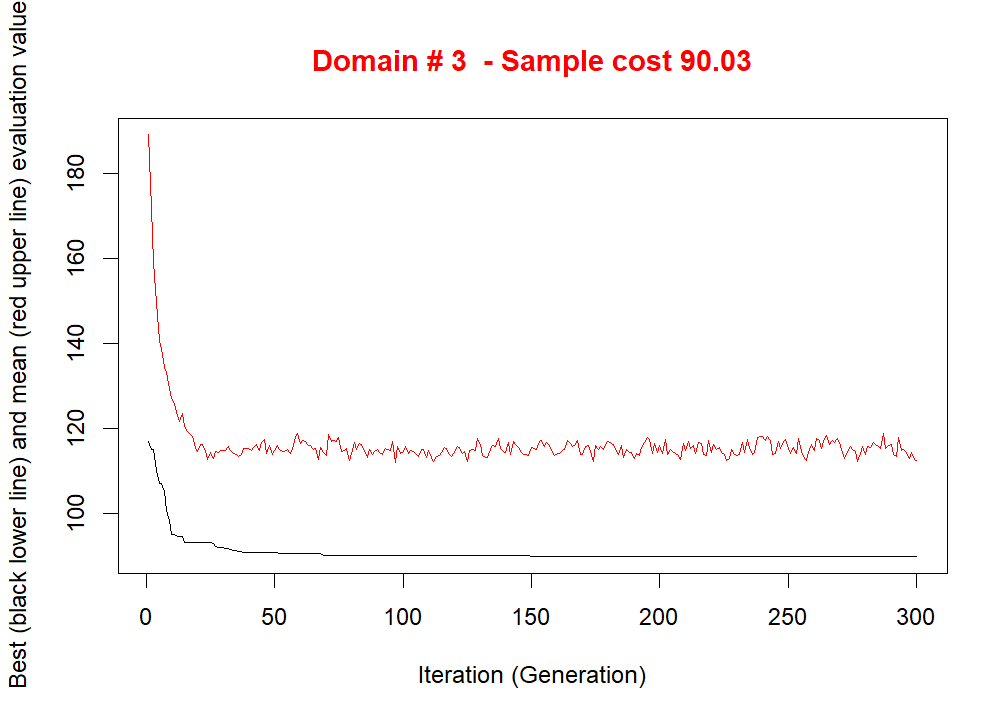 Domain # 3  - Sample cost 90.03
Best (black lower line) and mean (red upper line) evaluation value
180
160
140
120
100
0 50 100 150 200 250 300
Iteration (Generation)